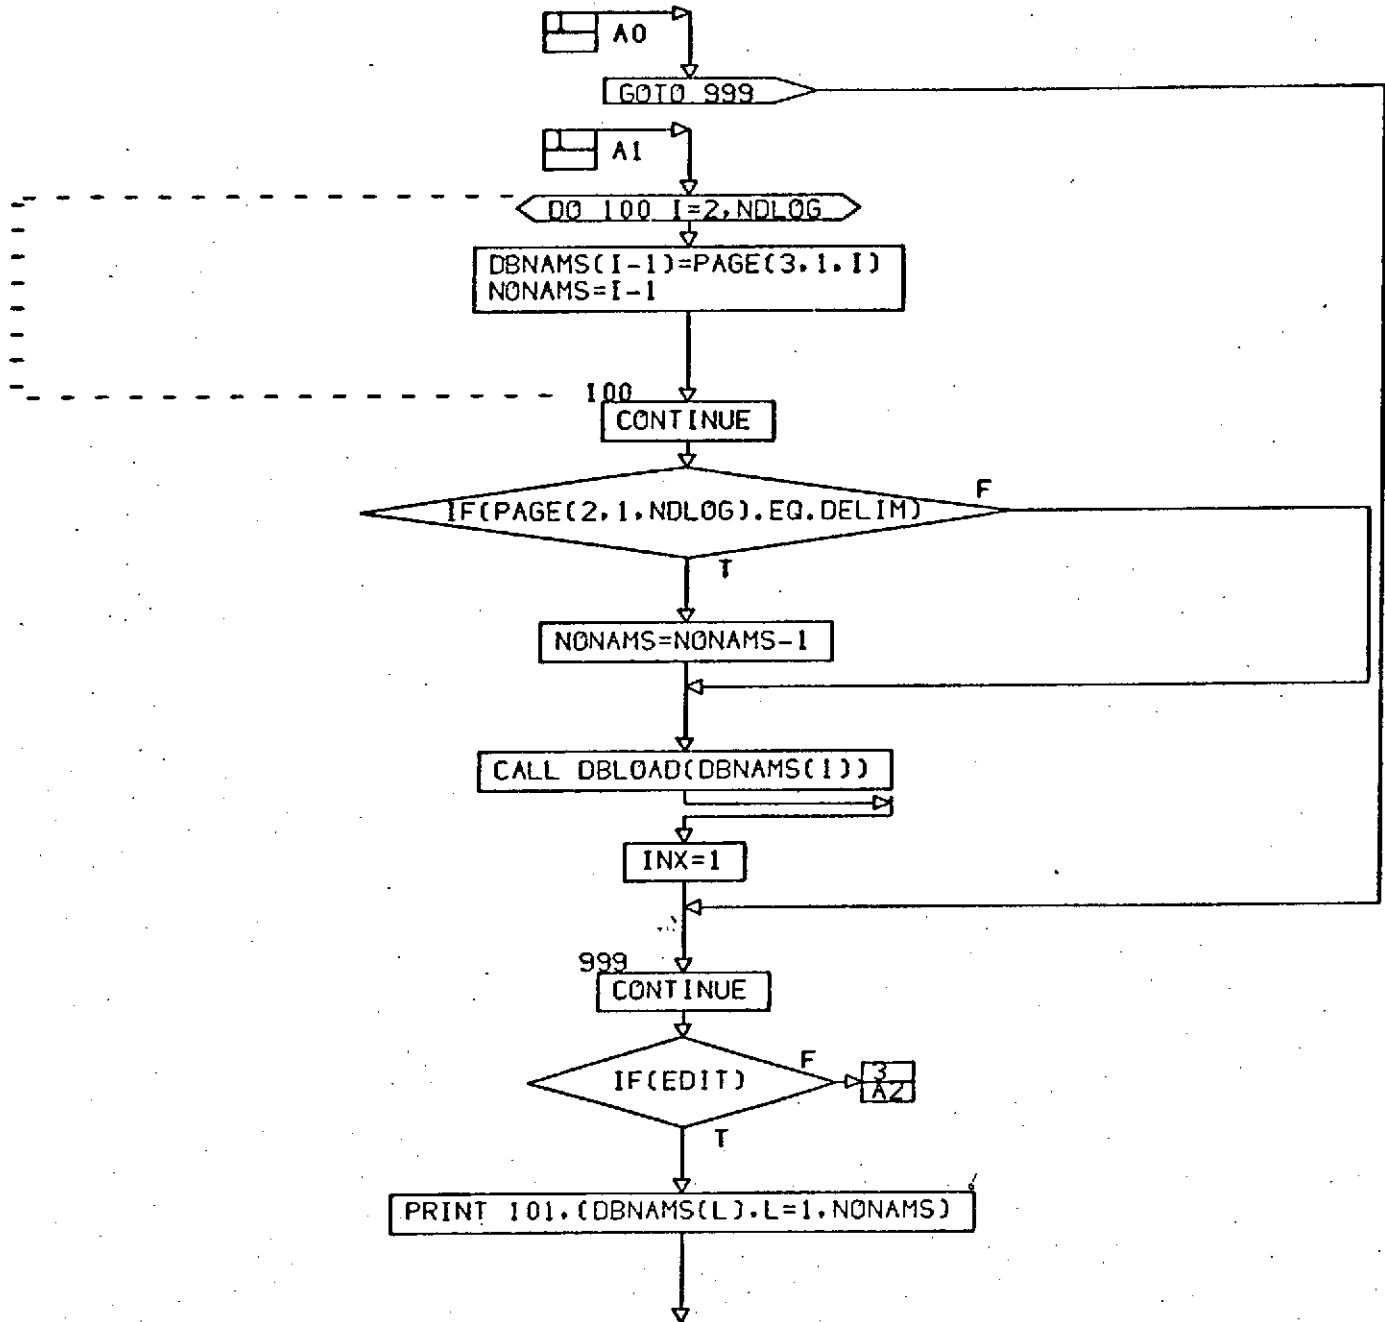 1
A0
GOTO 999
1
A1
DO 100 I=2,NDLOG
DBNAMS(I-1)=PAGE(3,1,I)
NONAMS=I-1
100
CONTINUE
IF(PAGE(2,1,NDLOG).EQ.DELIM)
F
T
NONAMS=NONAMS-1
CALL DBLOAD(DBNAMS(1))
INX=1
999
CONTINUE
IF(EDIT)
F
3
A2
T
PRINT 101,(DBNAMS(L),L=1,NONAMS)